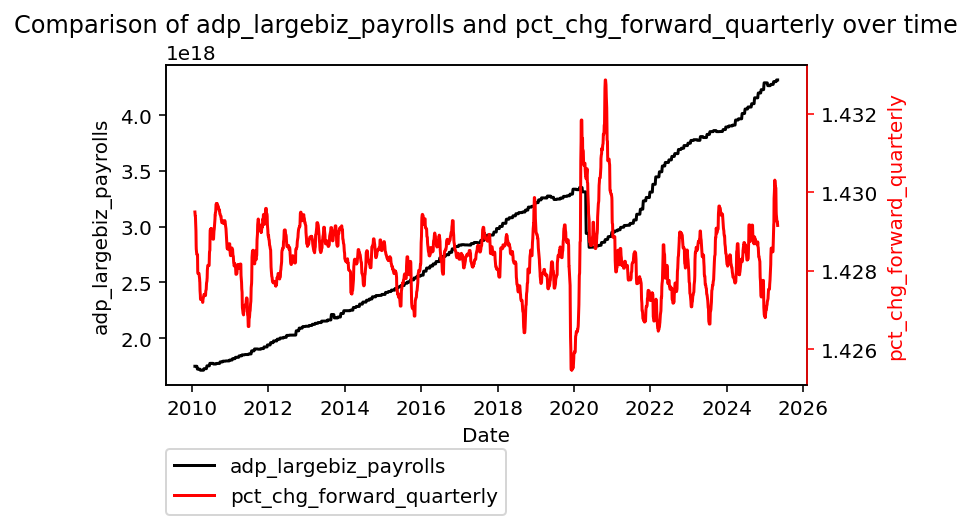 Comparison of adp_largebiz_payrolls and pct_chg_forward_quarterly over time
1e18
4.0
3.5
3.0
2.5
2.0
adp_largebiz_payrolls
1.432
1.430
1.428
1.426
pct_chg_forward_quarterly
2010 2012 2014 2016 2018 2020 2022 2024 2026
Date
adp_largebiz_payrolls
pct_chg_forward_quarterly